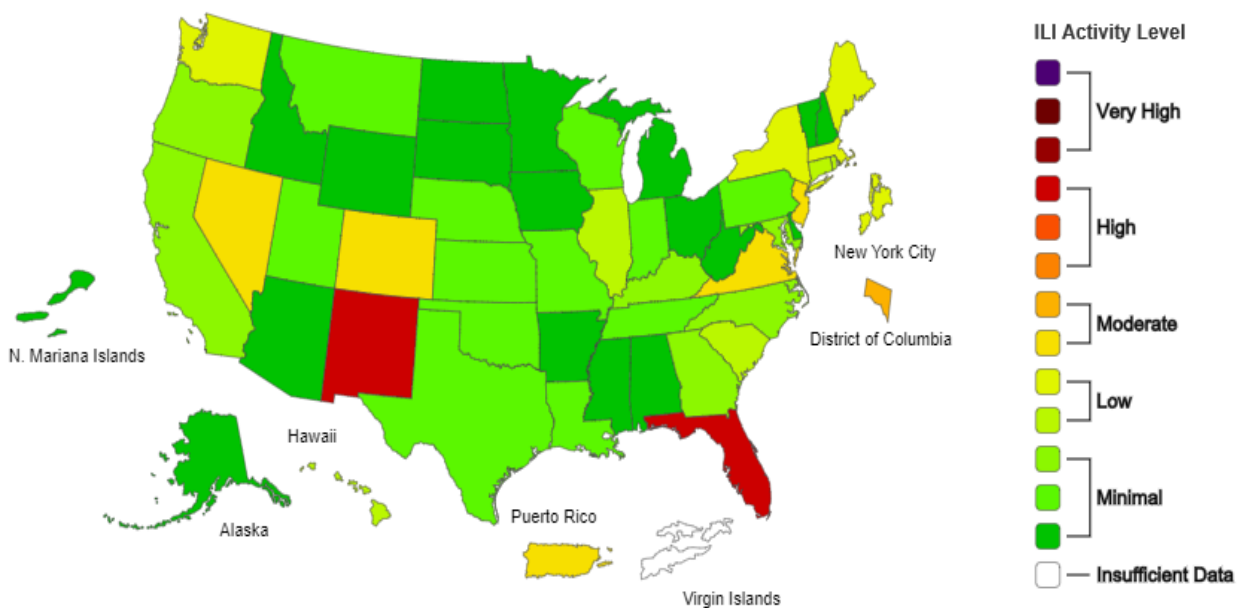 ILI Activity Level
Very High
High
Moderate
Low
Minimal
Insufficient Data
New York City
District of Columbia
N. Mariana Islands
Hawaii
Alaska
Puerto Rico
Virgin Islands